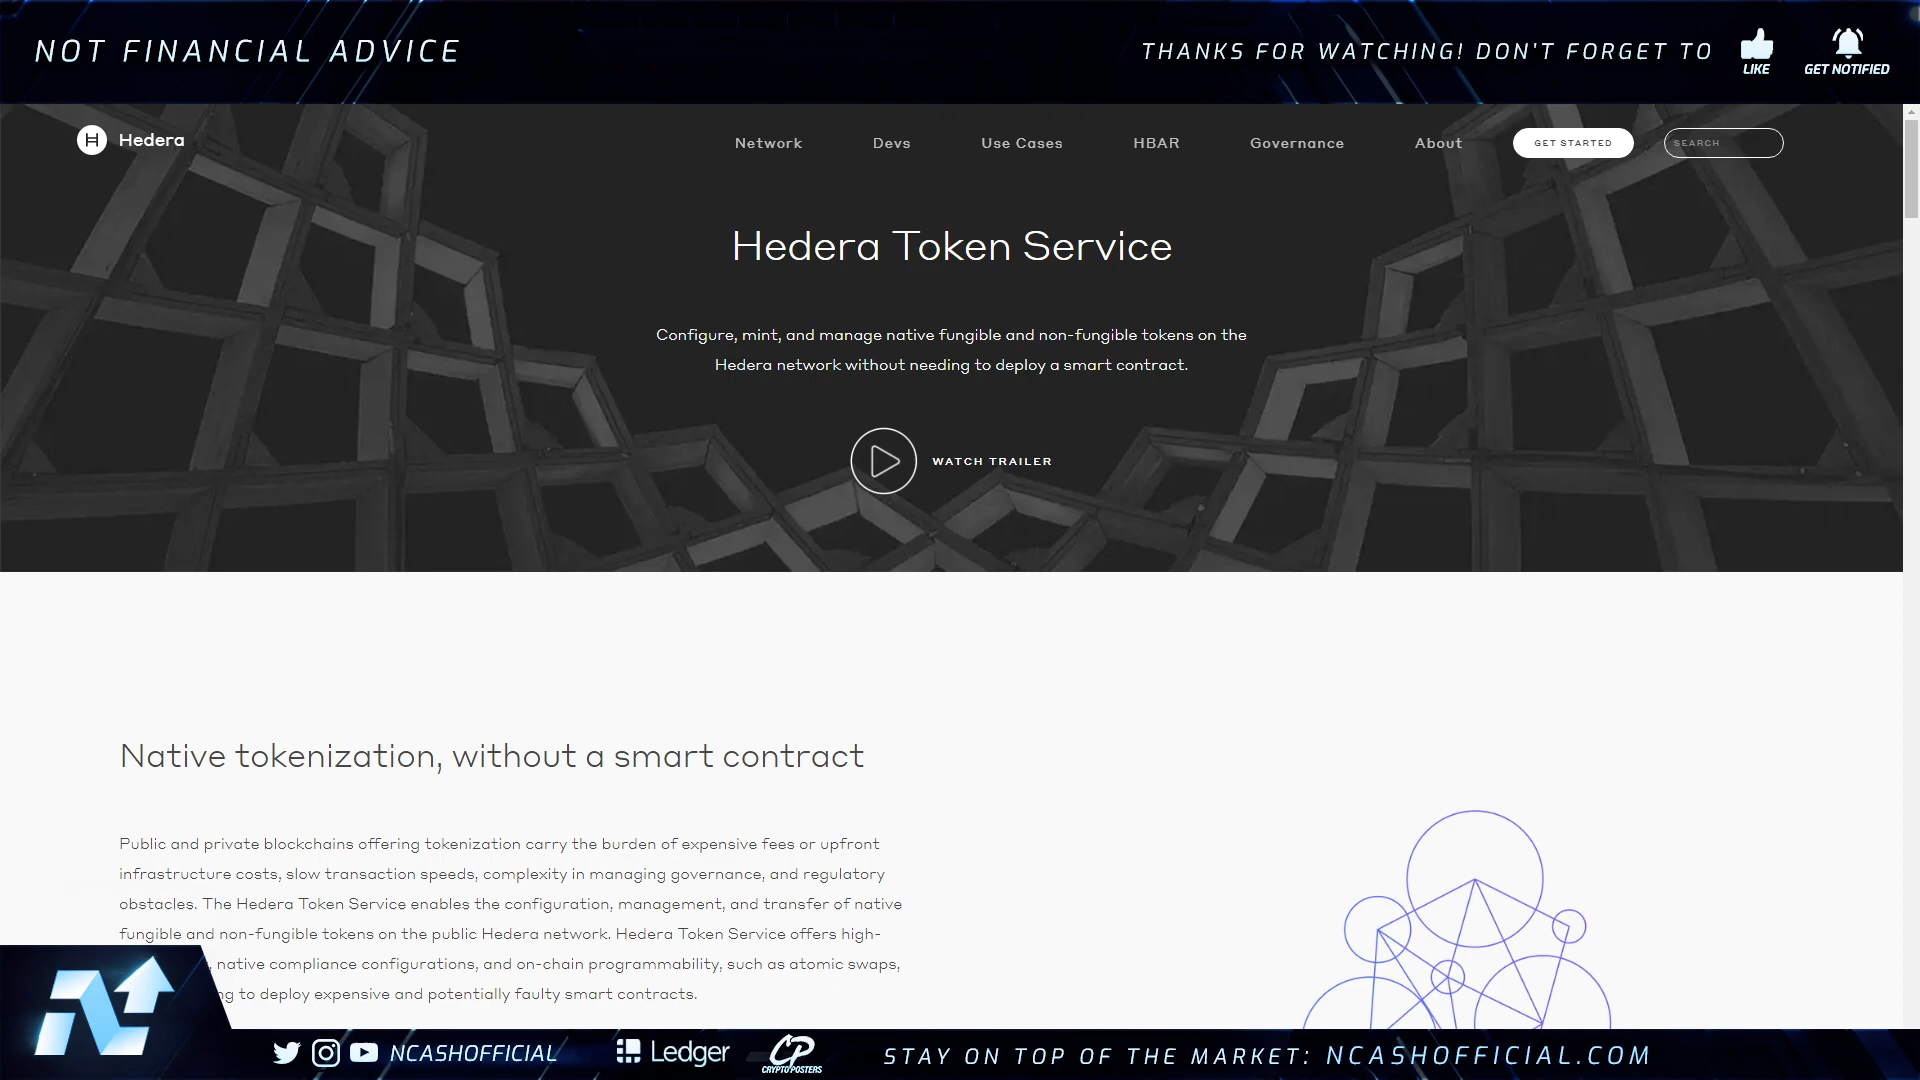 NOT FINANCIAL ADVICE
THANKS FOR WATCHING! DON'T FORGET TO
LIKE
GET NOTIFIED
Hedera
Network
Devs
Use Cases
HBAR
Governance
About
GET STARTED
SEARCH
Hedera Token Service
Configure, mint, and manage native fungible and non-fungible tokens on the
Hedera network without needing to deploy a smart contract.
WATCH TRAILER
Native tokenization, without a smart contract
Public and private blockchains offering tokenization carry the burden of expensive fees or upfront
infrastructure costs, slow transaction speeds, complexity in managing governance, and regulatory
obstacles. The Hedera Token Service enables the configuration, management, and transfer of native
fungible and non-fungible tokens on the public Hedera network. Hedera Token Service offers high-
, native compliance configurations, and on-chain programmability, such as atomic swaps,
to deploy expensive and potentially faulty smart contracts.
NCASHOFFICIAL
Ledger
CP
CRYPTO POSTERS
STAY ON TOP OF THE MARKET: NCASHOFFICIAL.COM